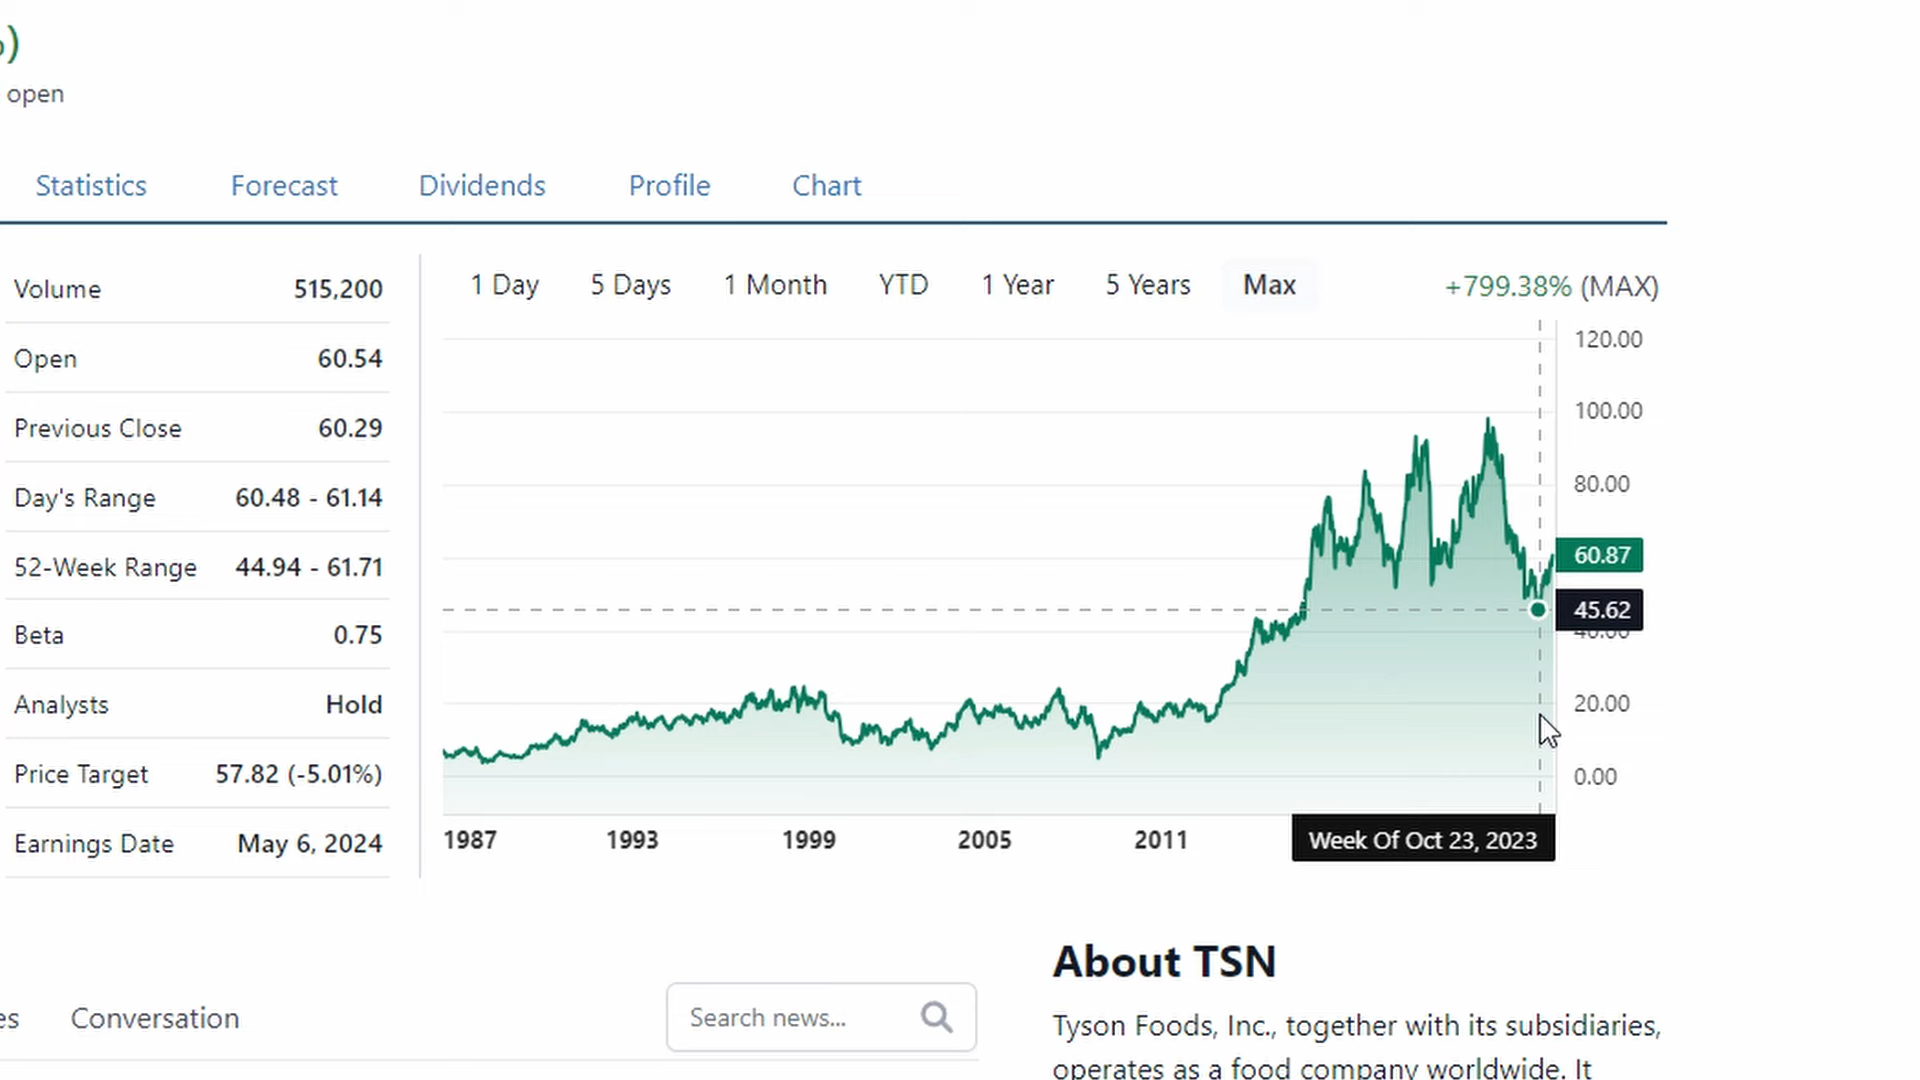 )
open
Statistics Forecast Dividends Profile Chart
Volume 515,200
Open 60.54
Previous Close 60.29
Day's Range 60.48 - 61.14
52-Week Range 44.94 - 61.71
Beta 0.75
Analysts Hold
Price Target 57.82 (-5.01%)
Earnings Date May 6, 2024
1 Day 5 Days 1 Month YTD 1 Year 5 Years Max +799.38% (MAX)
120.00
100.00
80.00
60.87
45.62
40.00
20.00
0.00
1987 1993 1999 2005 2011 Week Of Oct 23, 2023
es Conversation
Search news...
About TSN
Tyson Foods, Inc., together with its subsidiaries,
operates as a food company worldwide. It